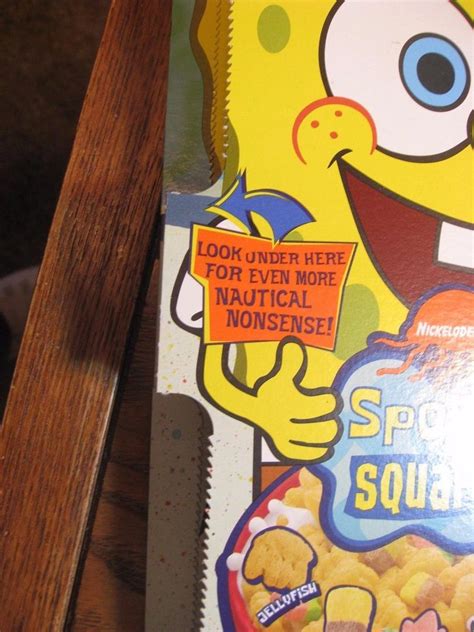 LOOK UNDER HERE
FOR EVEN MORE
NAUTICAL
NONSENSE!
NICKELODE
SPO
SQUA
JELLYFISH